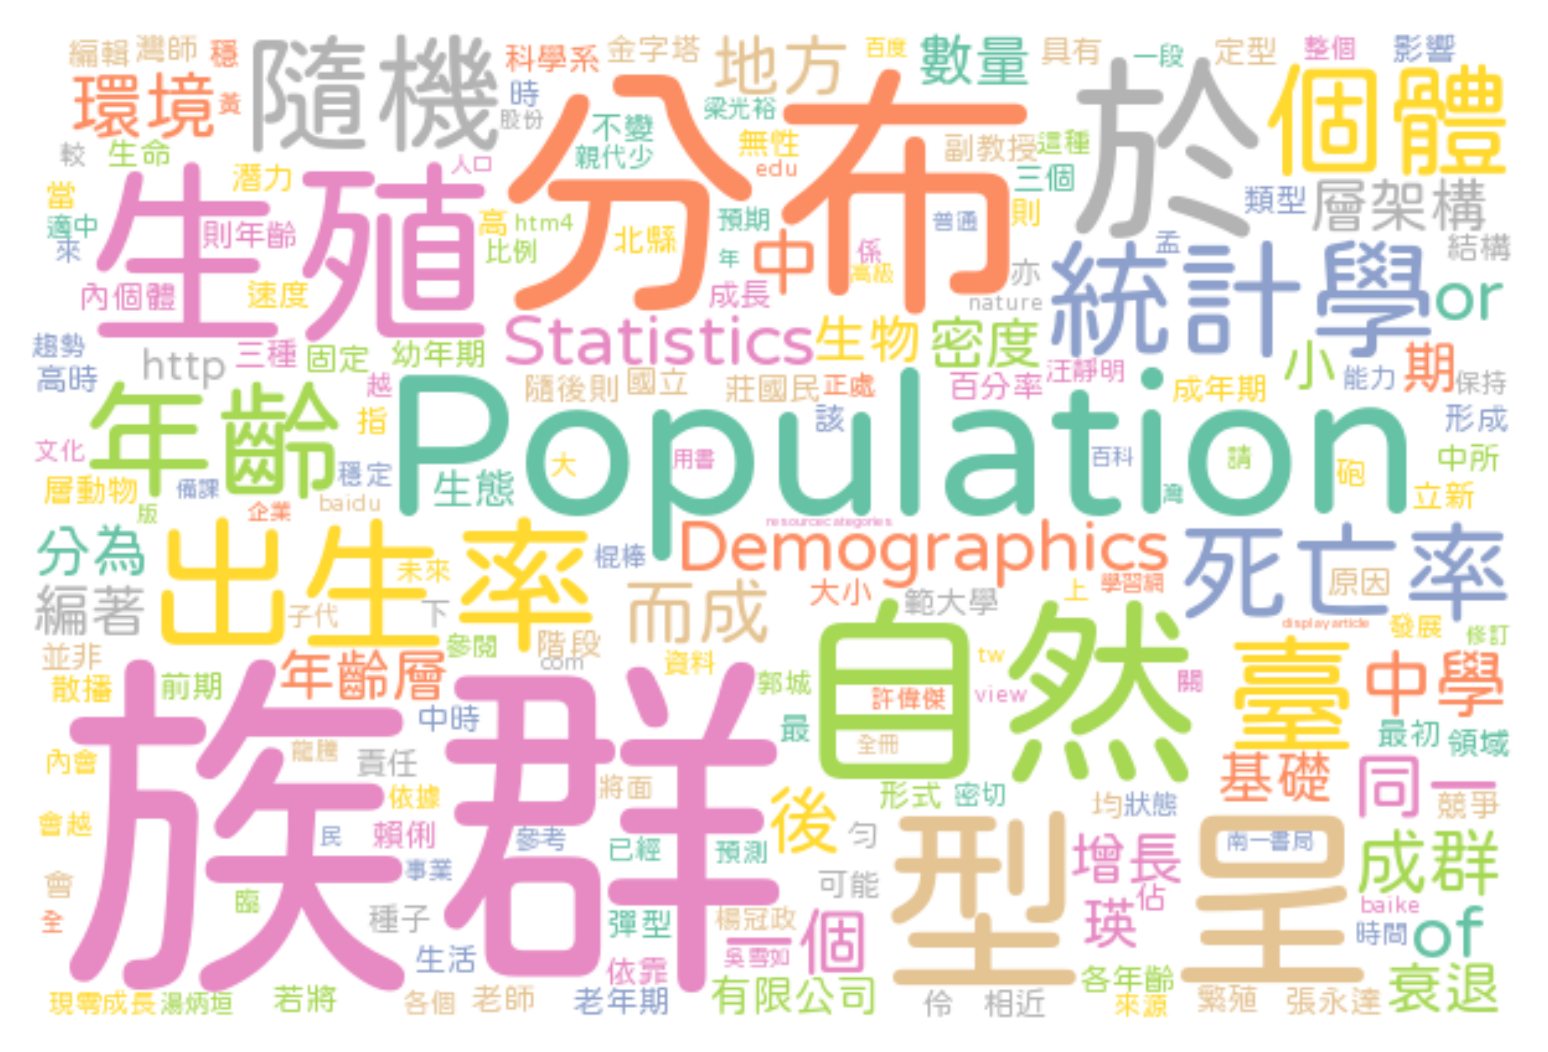 編輯
灣師
穩
隨機
科學系
金字塔
地方
百度
數量
具有
一段
定型
整個
影響
環境
黃
時
股份
分布
梁光裕
於
個體
不變
親代少
無性
edu
副教授
這種
較
生命
人口
生殖
潛力
三個
類型
層架構
當
適中
來
則年齡
高
htm4
比例
北縣
預期
年
中
係
高級
普通
則
亦
孟
統計學
結構
內個體
速度
成長
nature
or
趨勢
高時
http
三種
固定
幼年期
Statistics
生物
密度
小
期
越
隨後則
國立
莊國民
正處
百分率
汪靜明
成年期
能力
保持
年齡
指
Population
該
形成
文化
層動物
備課
版
穩定
企業
baidu
生態
大
用書
百科
灣
請
砲
中所
立新
resourcecategories
分為
編著
出生率
未來
子代
下
棍棒
Demographics
死亡率
原因
而成
大小
範大學
上
學習網
displayarticle
發展
修訂
並非
散播
前期
年齡層
參閱
階段
com
資料
郭城
自然
許偉傑
tw
view
關
臺
中學
最初
領域
族群
中時
最
全冊
內會
龍騰
責任
依據
將面
後
形式
密切
基礎
同一
競爭
會越
民
賴俐
事業
參考
已經
預測
勻
型
均
狀態
呈
南一書局
增長
成群
會
全
臨
種子
可能
彈型
楊冠政
一個
瑛
佔
baike
時間
of
生活
依霏
吳雪如
各年齡
現零成長
湯炳垣
若將
各個
老師
老年期
有限公司
伶
相近
來源
繁殖
張永達
衰退